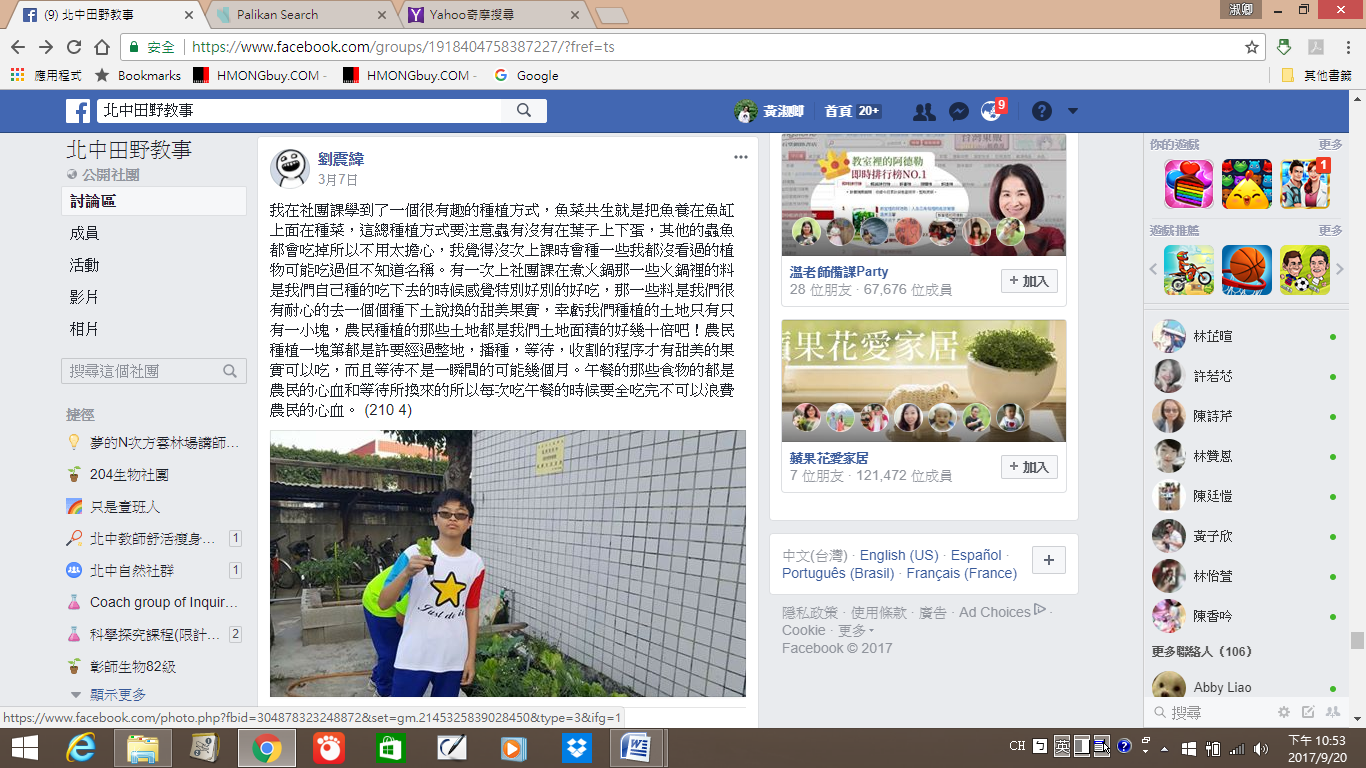 (9) 北中田野教事
Palikan Search
Yahoo奇摩搜尋
淑卿
安全
https://www.facebook.com/groups/1918404758387227/?fref=ts
應用程式
Bookmarks
HMONGbuy.COM -
HMONGbuy.COM -
Google
其他書籤
北中田野教事
黃淑卿
首頁 20+
9
北中田野教事
公開社團
討論區
成員
活動
影片
相片
搜尋這個社團
捷徑
夢的N次方雲林場講師...
204生物社團
只是壹班人
北中教師舒活瘦身... 1
北中自然社群 1
Coach group of Inquir...
科學探究課程(限計... 2
彰師生物82級
顯示更多
劉震緯
3月7日
我在社團課學到了一個很有趣的種植方式，魚菜共生就是把魚養在魚缸
上面在種菜，這總種植方式要注意蟲有沒有在葉子上下蛋，其他的蟲魚
都會吃掉所以不用太擔心，我覺得沒次上課時會種一些我都沒看過的植
物可能吃過但不知道名稱。有一次上社團課在煮火鍋那一些火鍋裡的料
是我們自己種的吃下去的時候感覺特別好別的好吃，那一些料是我們很
有耐心的去一個個種下土說換的甜美果實，幸虧我們種植的土地只有只
有一小塊，農民種植的那些土地都是我們土地面積的好幾十倍吧！農民
種植一塊第都是許要經過整地，播種，等待，收割的程序才有甜美的果
實可以吃，而且等待不是一瞬間的可能幾個月。午餐的那些食物的都是
農民的心血和等待所換來的所以每次吃午餐的時候要全吃完不可以浪費
農民的心血。 (210 4)
Just do it
教室裡的阿德勒
即時排行榜NO.1
溫老師備課Party
28 位朋友 · 67,676 位成員
+ 加入
蘋果花愛家居
蘋果花愛家居
7 位朋友 · 121,472 位成員
+ 加入
中文(台灣) · English (US) · Español ·
Português (Brasil) · Français (France)
隱私政策 · 使用條款 · 廣告 · Ad Choices ·
Cookie · 更多
Facebook © 2017
你的遊戲
更多
1
遊戲推薦
更多
林芷暄
許若芯
陳詩芹
林贊恩
陳廷愷
黃子欣
林怡萱
陳香吟
更多聯絡人 (106)
Abby Liao
搜尋
https://www.facebook.com/photo.php?fbid=304878323248872&set=gm.2145325839028450&type=3&ifg=1
CH
英
下午 10:53
2017/9/20